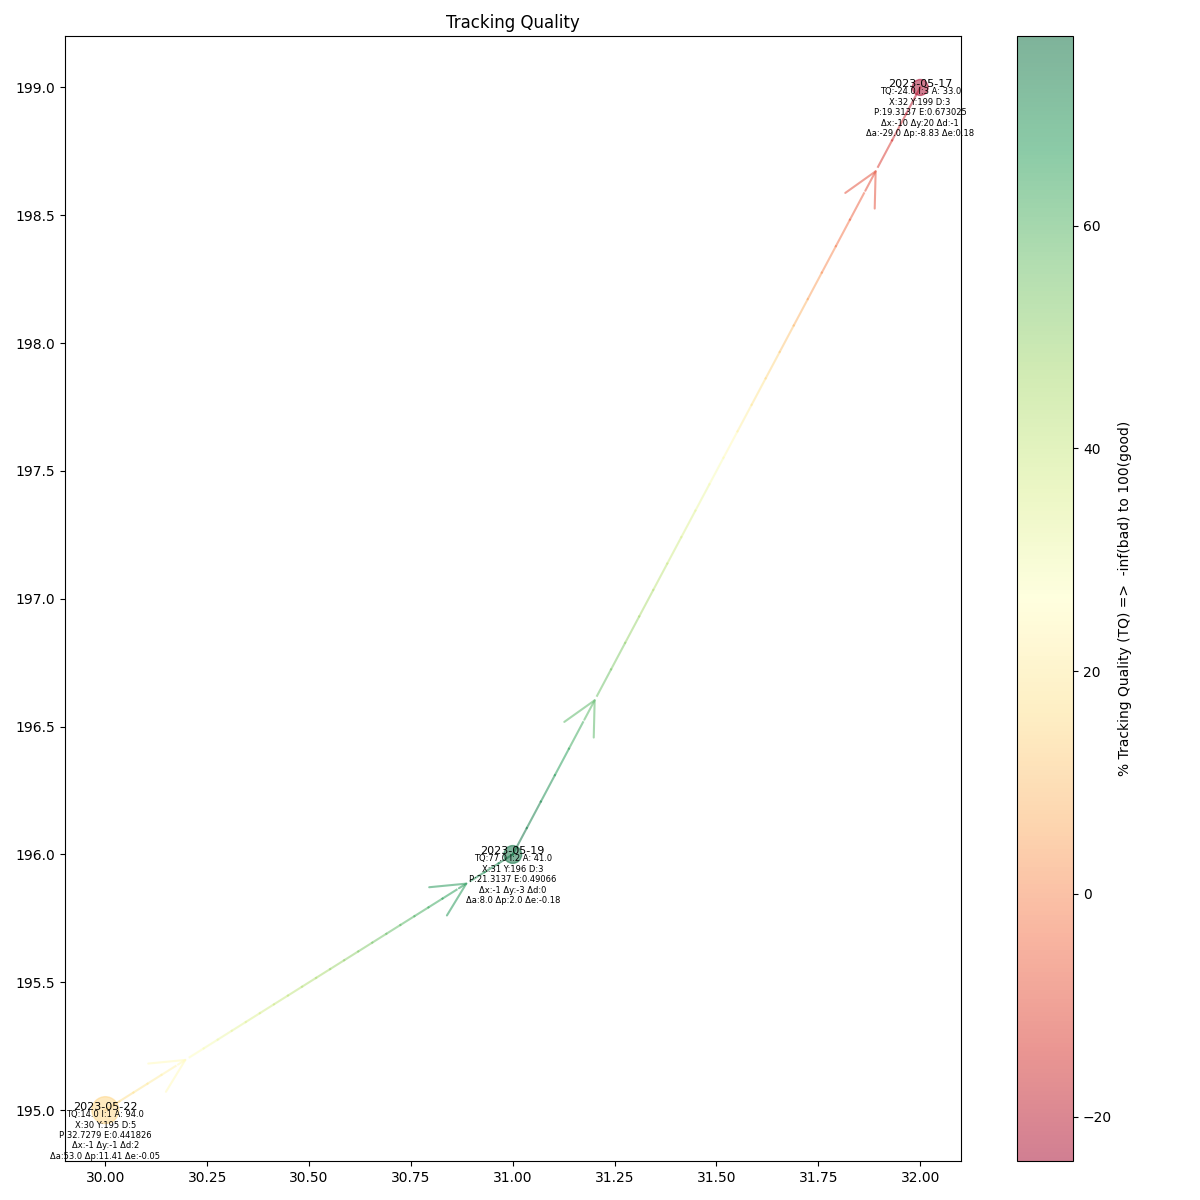 Tracking Quality
199.0
198.5
198.0
197.5
197.0
196.5
196.0
195.5
195.0
2023-05-17
TQ:-24.0 I:3 A: 33.0
X:32 Y:199 D:3
P:19.3137 E:0.673025
Δx:-10 Δy:20 Δd:-1
Δa:-29.0 Δp:-8.83 Δe:0.18
2023-05-19
TQ:77.0 I:2 A: 41.0
X:31 Y:196 D:3
P:21.3137 E:0.49066
Δx:-1 Δy:-3 Δd:0
Δa:8.0 Δp:2.0 Δe:-0.18
2023-05-22
TQ:14.0 I:1 A: 94.0
X:30 Y:195 D:5
P:32.7279 E:0.441826
Δx:-1 Δy:-1 Δd:2
Δa:53.0 Δp:11.41 Δe:-0.05
30.00 30.25 30.50 30.75 31.00 31.25 31.50 31.75 32.00
60
40
20
0
−20
% Tracking Quality (TQ) => -inf(bad) to 100(good)